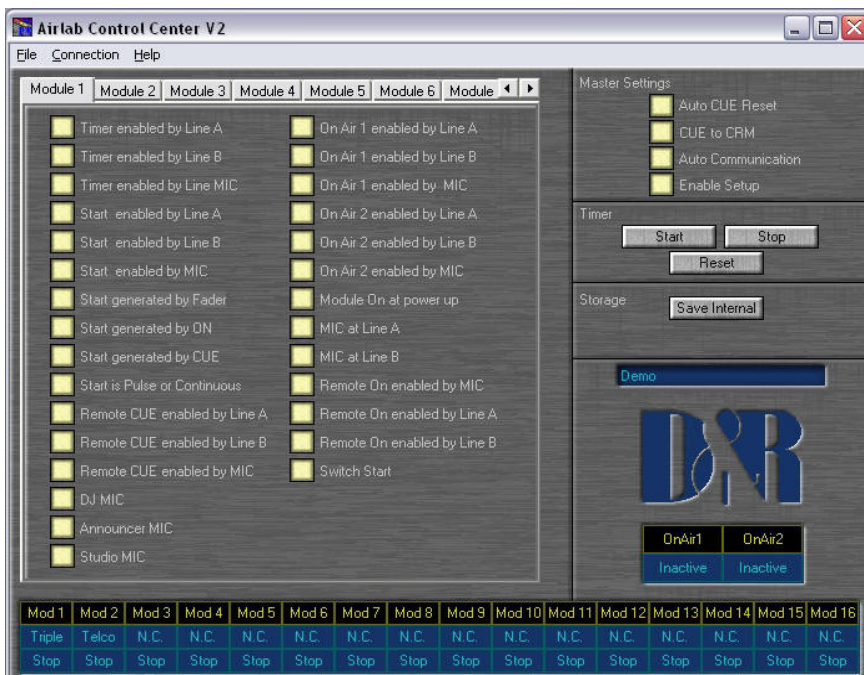 Airlab Control Center V2
File Connection Help
Module 1 Module 2 Module 3 Module 4 Module 5 Module 6 Module
Timer enabled by Line A
Timer enabled by Line B
Timer enabled by Line MIC
Start enabled by Line A
Start enabled by Line B
Start enabled by MIC
Start generated by Fader
Start generated by ON
Start generated by CUE
Start is Pulse or Continuous
Remote CUE enabled by Line A
Remote CUE enabled by Line B
Remote CUE enabled by MIC
DJ MIC
Announcer MIC
Studio MIC
On Air 1 enabled by Line A
On Air 1 enabled by Line B
On Air 1 enabled by MIC
On Air 2 enabled by Line A
On Air 2 enabled by Line B
On Air 2 enabled by MIC
Module On at power up
MIC at Line A
MIC at Line B
Remote On enabled by MIC
Remote On enabled by Line A
Remote On enabled by Line B
Switch Start
Master Settings
Auto CUE Reset
CUE to CRM
Auto Communication
Enable Setup
Timer
Start Stop
Reset
Storage
Save Internal
Demo
D&R
OnAir1 OnAir2
Inactive Inactive
Mod 1 Mod 2 Mod 3 Mod 4 Mod 5 Mod 6 Mod 7 Mod 8 Mod 9 Mod 10 Mod 11 Mod 12 Mod 13 Mod 14 Mod 15 Mod 16
Triple Telco N.C. N.C. N.C. N.C. N.C. N.C. N.C. N.C. N.C. N.C. N.C. N.C. N.C. N.C.
Stop Stop Stop Stop Stop Stop Stop Stop Stop Stop Stop Stop Stop Stop Stop Stop